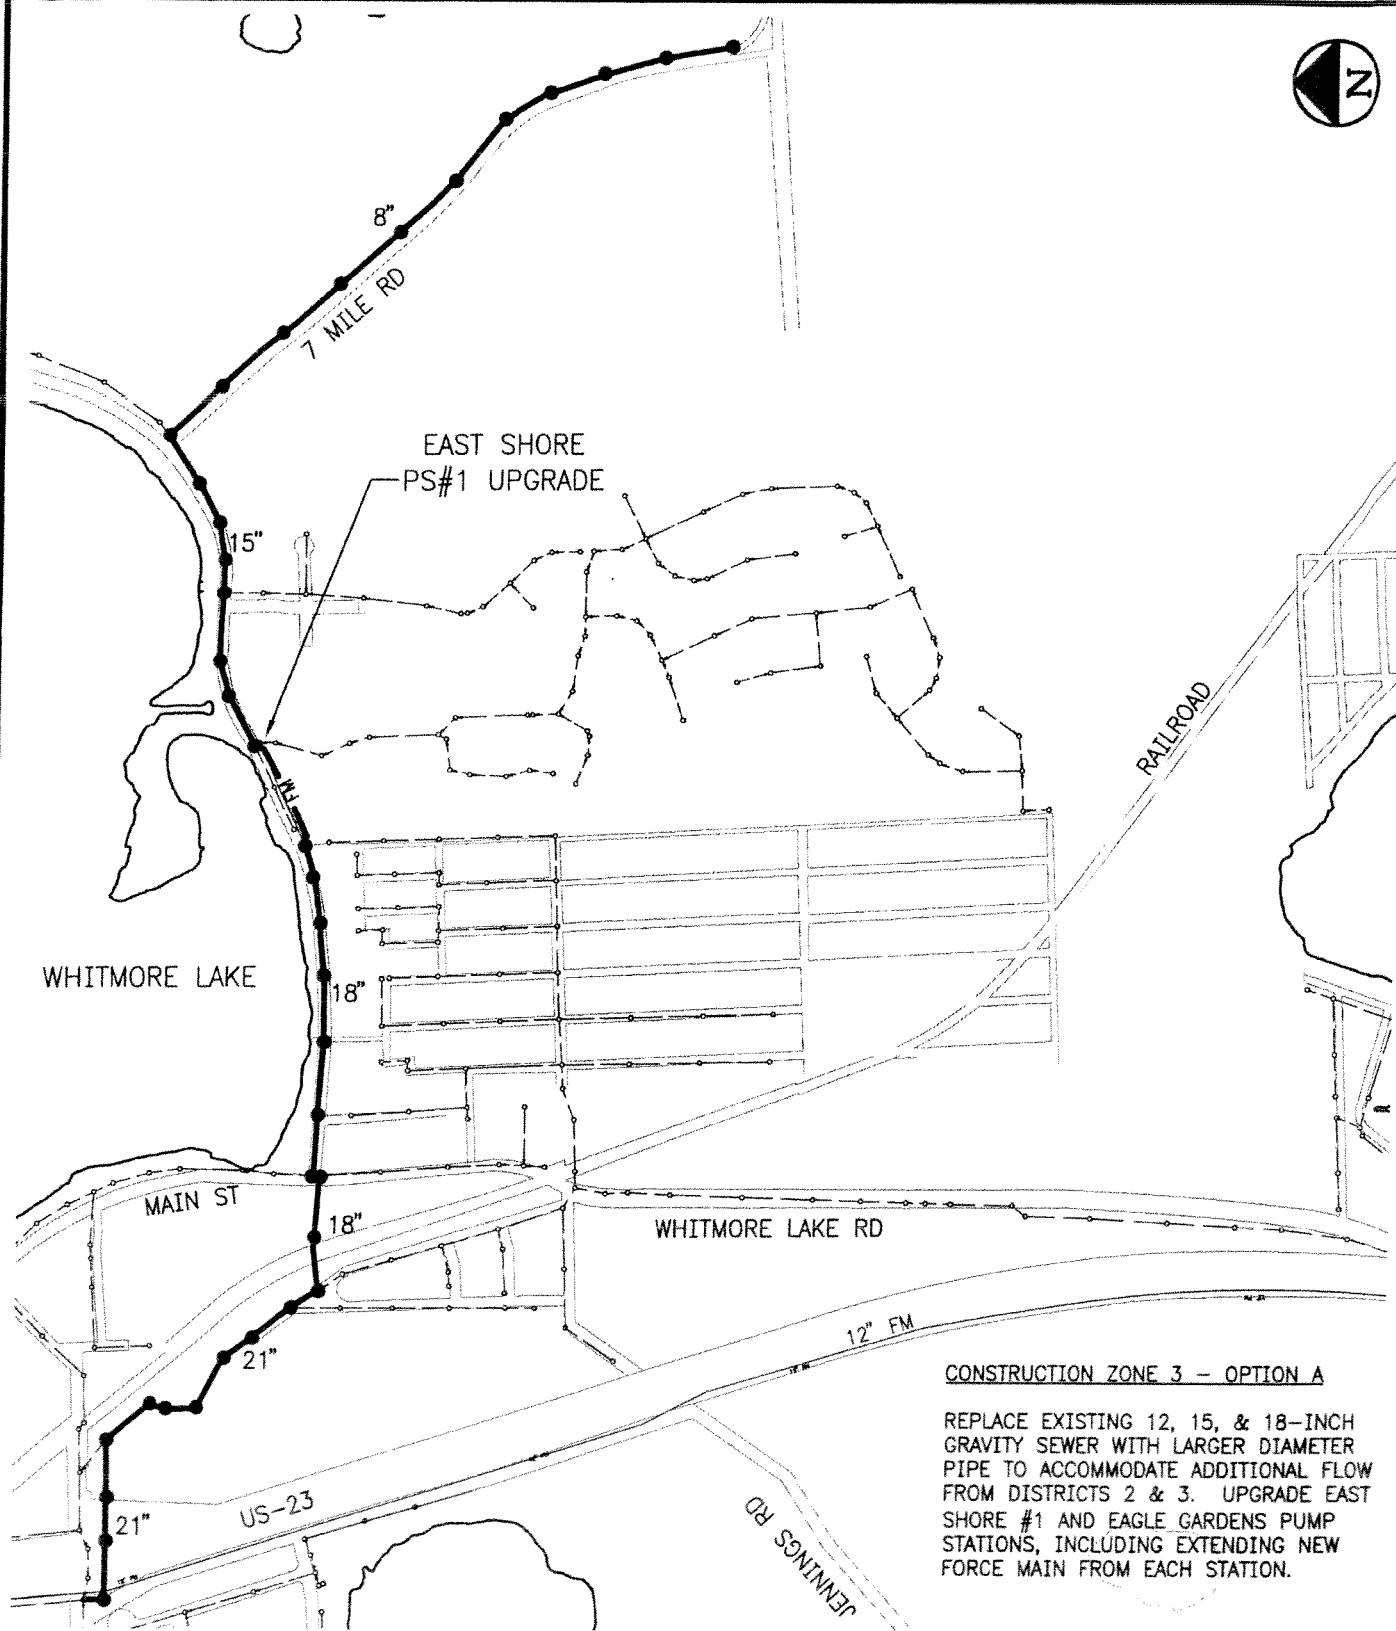 N
8"
7 MILE RD
EAST SHORE
PS#1 UPGRADE
15"
RAILROAD
FM
WHITMORE LAKE
18"
MAIN ST
18"
WHITMORE LAKE RD
12" FM
21"
21"
US-23
JENNINGS RD
CONSTRUCTION ZONE 3 - OPTION A
REPLACE EXISTING 12, 15, & 18-INCH
GRAVITY SEWER WITH LARGER DIAMETER
PIPE TO ACCOMMODATE ADDITIONAL FLOW
FROM DISTRICTS 2 & 3. UPGRADE EAST
SHORE #1 AND EAGLE GARDENS PUMP
STATIONS, INCLUDING EXTENDING NEW
FORCE MAIN FROM EACH STATION.